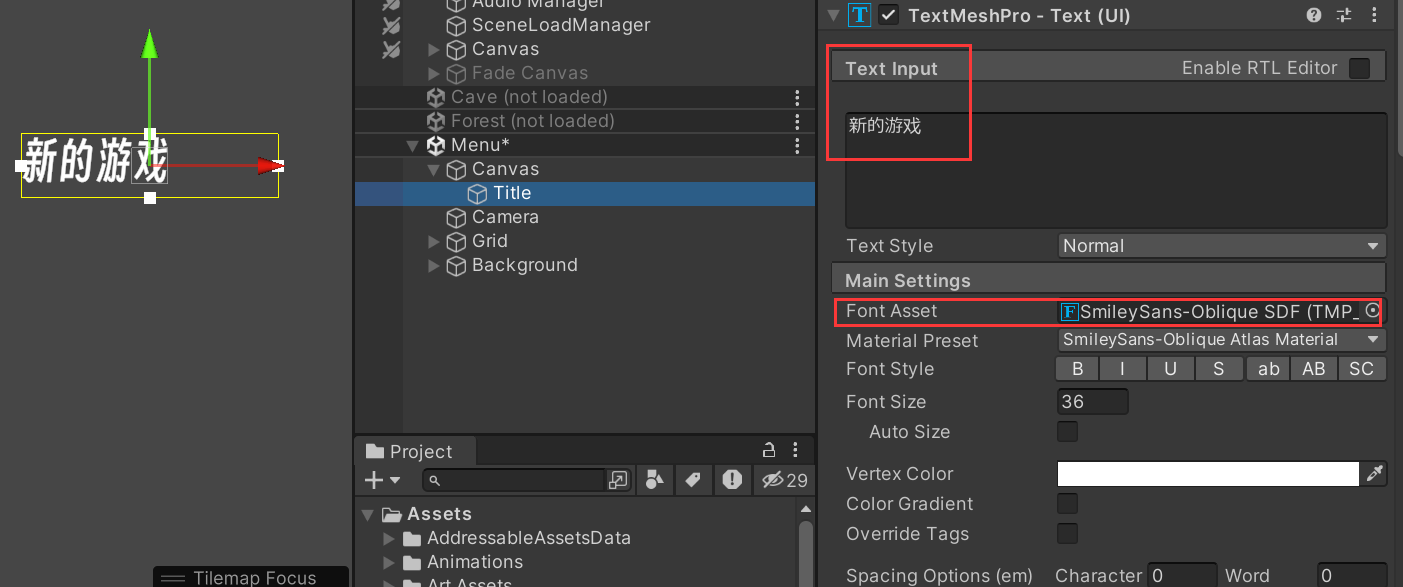 新的游戏
Audio Manager
SceneLoadManager
Canvas
Fade Canvas
Cave (not loaded)
Forest (not loaded)
Menu*
Canvas
Title
Camera
Grid
Background
Project
29
Assets
AddressableAssetsData
Animations
Art Assets
Tilemap Focus
T TextMeshPro - Text (UI)
Text Input Enable RTL Editor
新的游戏
Text Style Normal
Main Settings
Font Asset F SmileySans-Oblique SDF (TMP_
Material Preset SmileySans-Oblique Atlas Material
Font Style B I U S ab AB SC
Font Size 36
Auto Size
Vertex Color
Color Gradient
Override Tags
Spacing Options (em) Character 0 Word 0